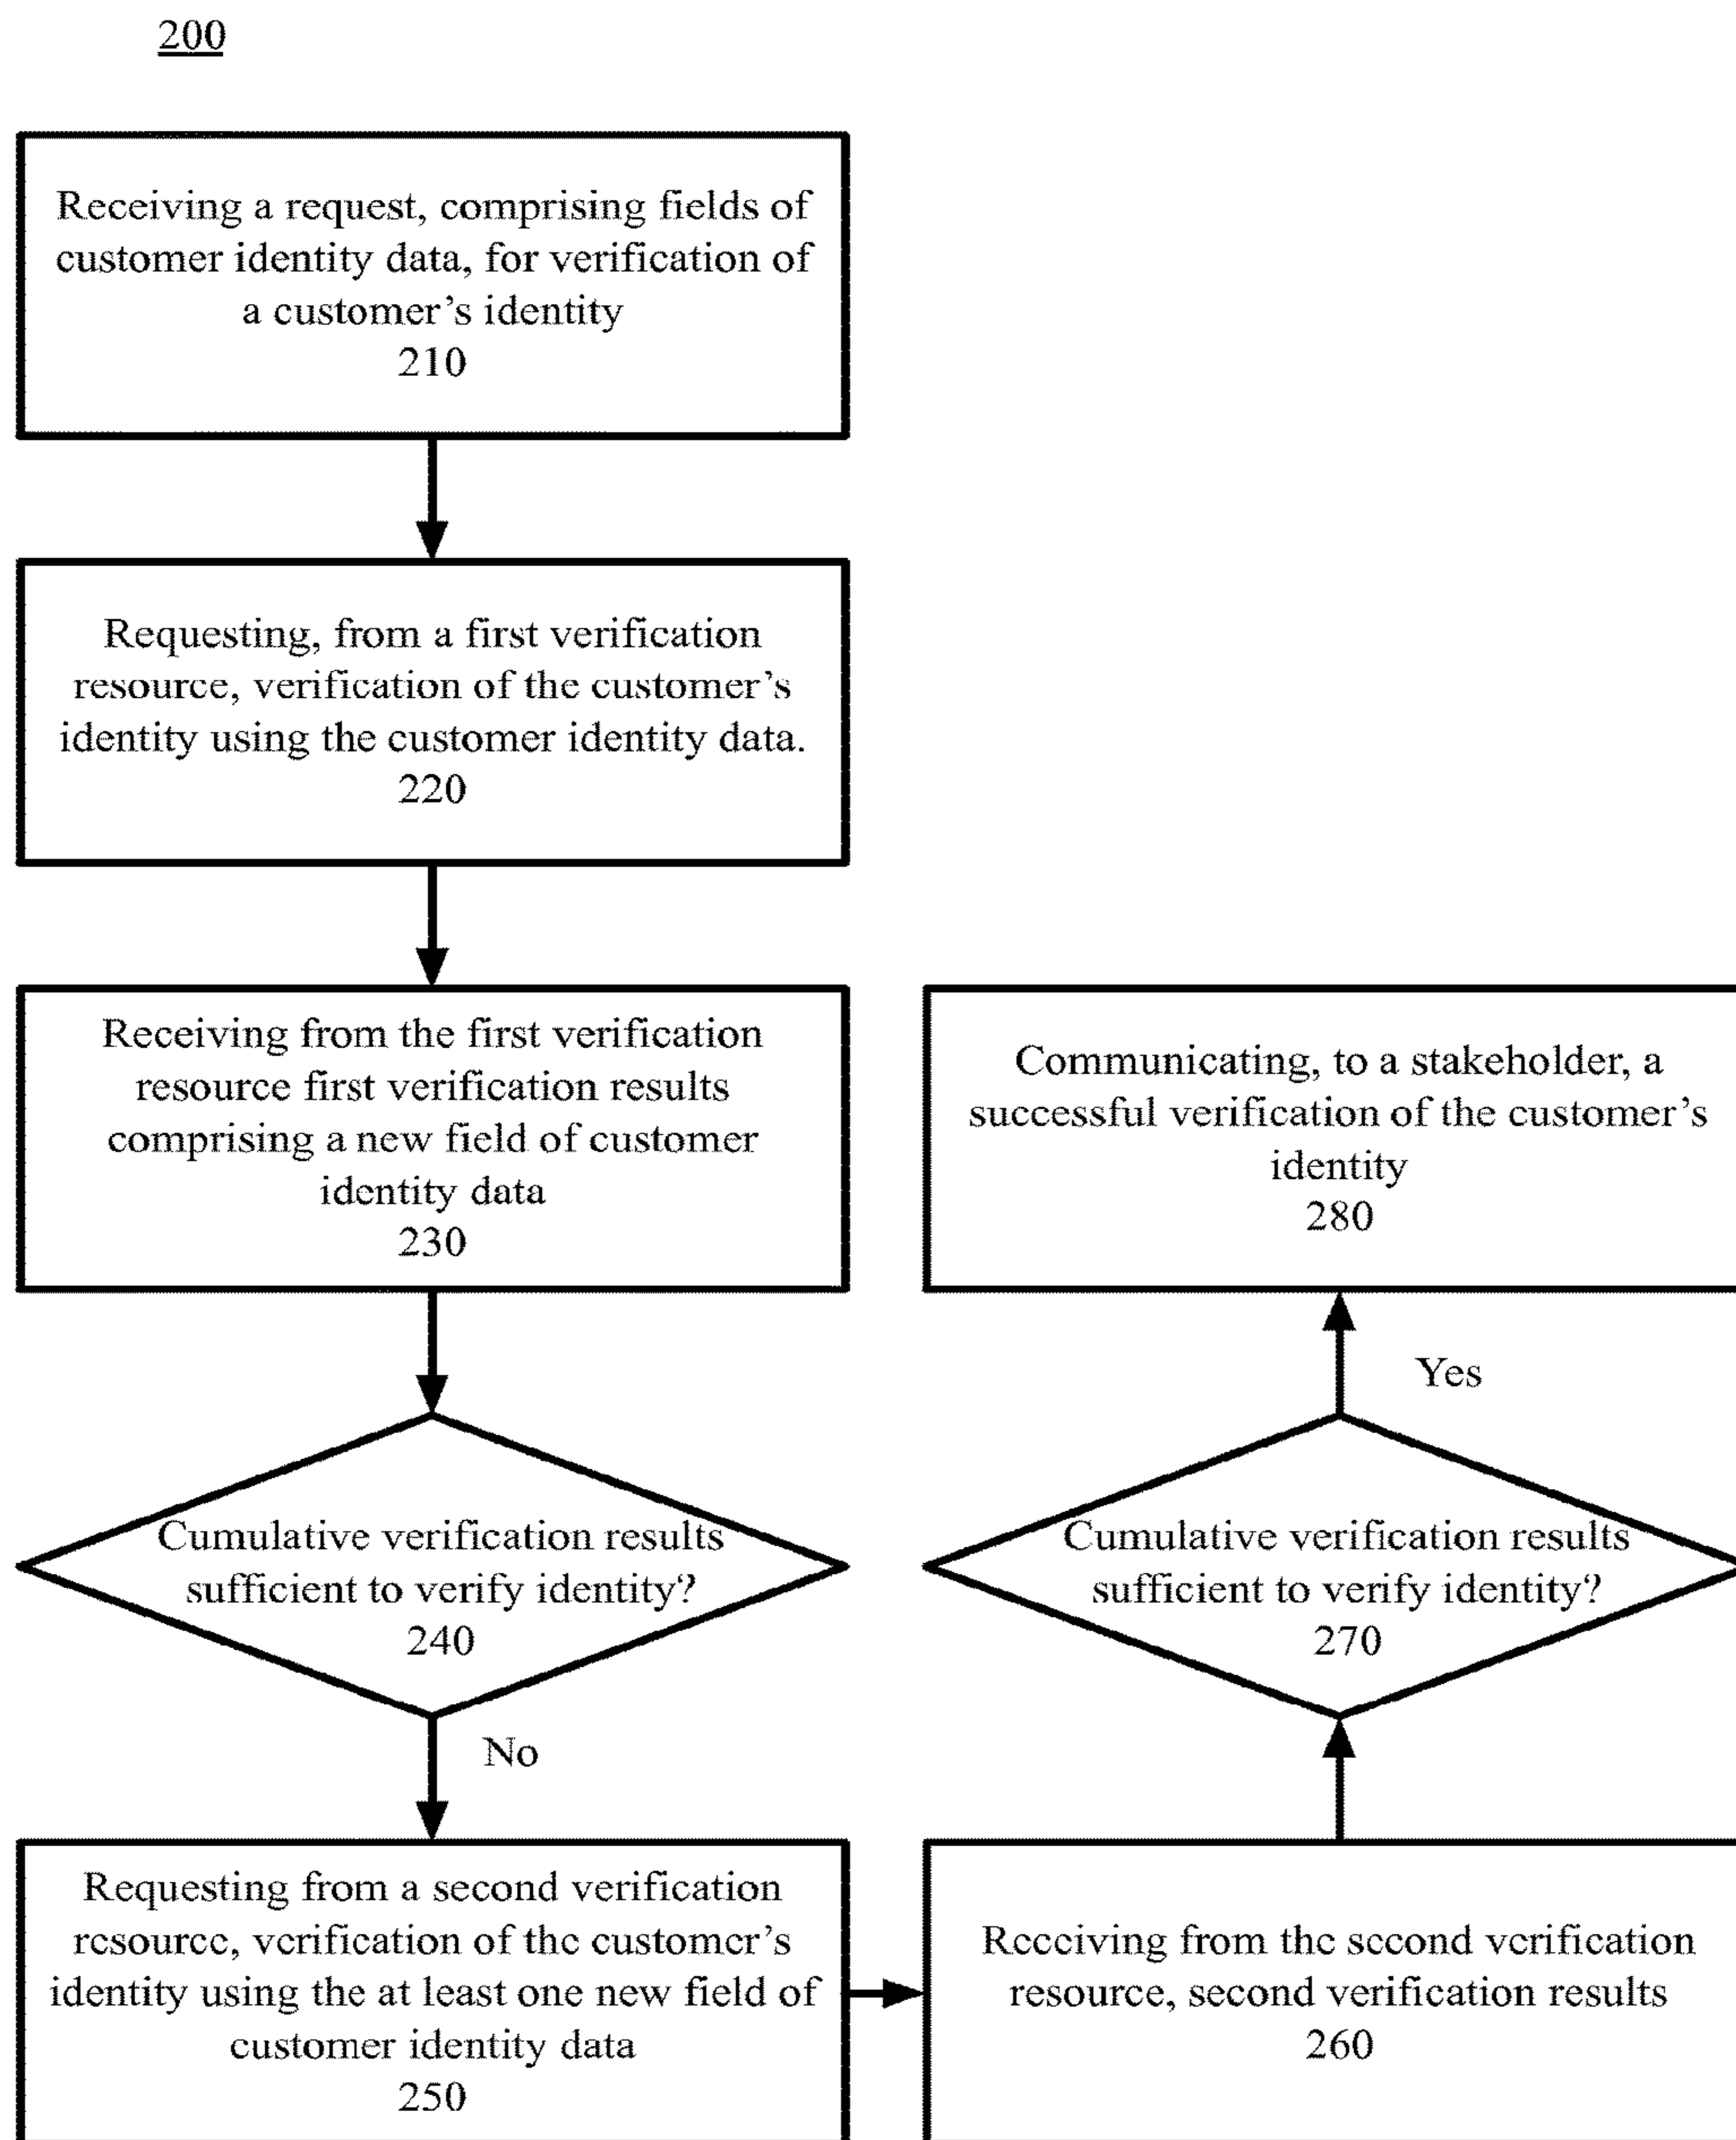 200
Receiving a request, comprising fields of
customer identity data, for verification of
a customer’s identity
210
Requesting, from a first verification
resource, verification of the customer’s
identity using the customer identity data.
220
Receiving from the first verification
resource first verification results
comprising a new field of customer
identity data
230
Cumulative verification results
sufficient to verify identity?
240
No
Requesting from a second verification
resource, verification of the customer’s
identity using the at least one new field of
customer identity data
250
Receiving from the second verification
resource, second verification results
260
Cumulative verification results
sufficient to verify identity?
270
Yes
Communicating, to a stakeholder, a
successful verification of the customer’s
identity
280